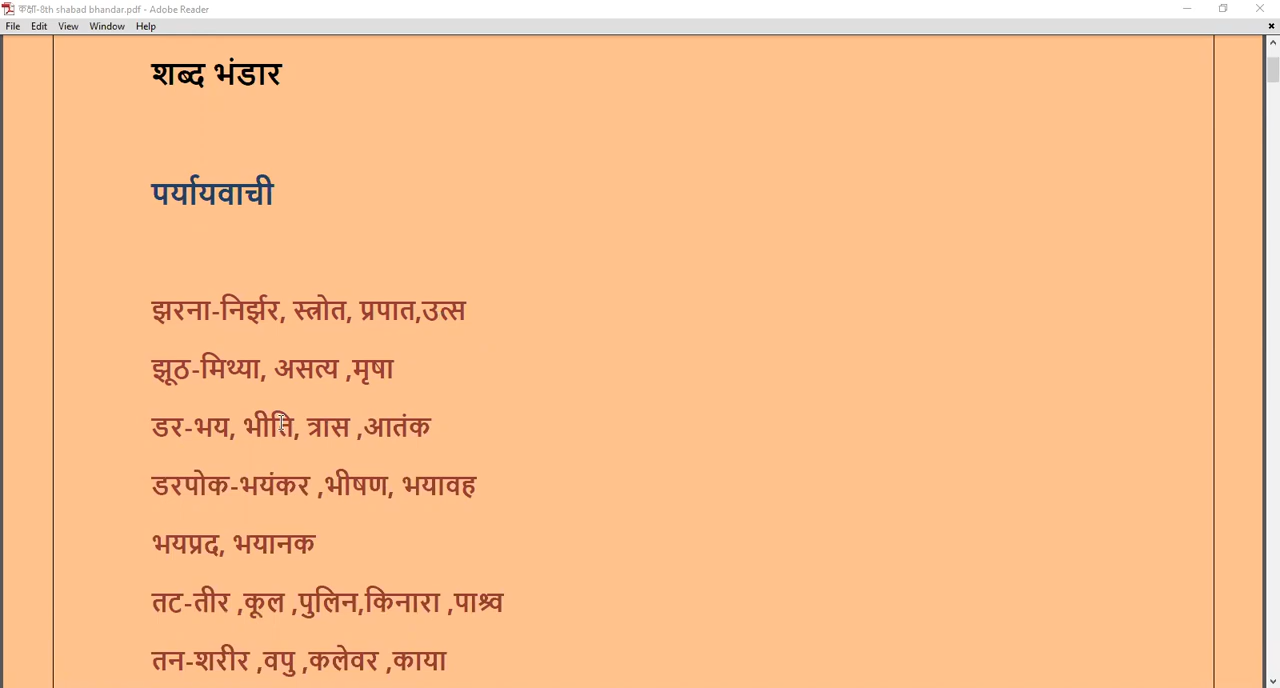 कक्षा-8th shabad bhandar.pdf - Adobe Reader
File Edit View Window Help
शब्द भंडार
पर्यायवाची
झरना-निर्झर, स्त्रोत, प्रपात,उत्स
झूठ-मिथ्या, असत्य ,मृषा
डर-भय, भीति, त्रास ,आतंक
डरपोक-भयंकर ,भीषण, भयावह
भयप्रद, भयानक
तट-तीर ,कूल ,पुलिन,किनारा ,पाश्र्व
तन-शरीर ,वपु ,कलेवर ,काया